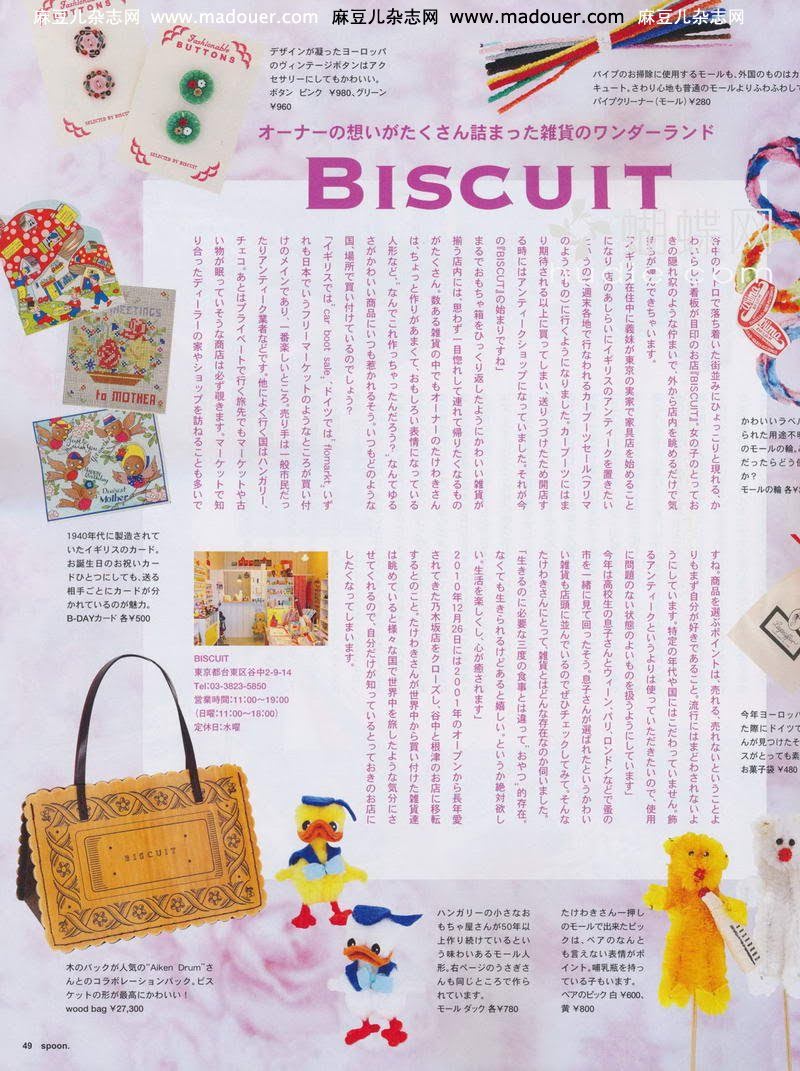 麻豆儿杂志网 www.madouer.com 麻豆儿杂志网 www.madouer.com 麻豆儿杂志网
Fashionable
BUTTONS
SELECTED BY BISCUIT
Fashionable
BUTTONS
SELECTED BY BISCUIT
デザインが凝ったヨーロッパ
のヴィンテージボタンはアク
セサリーにしてもかわいい。
ボタン ピンク ¥980、グリーン
¥960
パイプのお掃除に使用するモールも、外国のものはカ
キュート。さわり心地も普通のモールよりふわふわして
パイプクリーナー（モール）¥280
オーナーの想いがたくさん詰まった雑貨のワンダーランド
BISCUIT
谷中のトロで落ち着いた街並みにひょっこりと現れる、か
わいらしい看板が目印のお店『BISCUIT』。女の子のとってお
きの隠れ家のような佇まいで、外から店内を眺めるだけで気
「イギリス在住中に義妹が東京の実家で家具店を始めること
になり、店のあしらいにイギリスのアンティークを置きたい
というので週末各地で行なわれるカーブーツセール（フリマ
のようなもの）に行くようになりました。カーブーツにはま
り期待される以上に買ってしまい、送りつづけたため開店す
る時にはアンティークショップになっていました。それが今
の『BISCUIT』の始まりですね」
まるでおもちゃ箱をひっくり返したようにかわいい雑貨が
揃う店内には、思わず一目惚れして連れて帰りたくなるもの
がたくさん。数ある雑貨の中でもオーナーのたけわきさん
は、ちょっと作りがあまくて、おもしろい表情になっている
人形など、“なんでこれ作っちゃったんだろう？”なんてゆる
さがかわいい商品にいつも惹かれるそう。いつもどのような
国、場所で買い付けているのでしょう？
「イギリスでは、“car boot sale”、ドイツでは、“flomarkt”、いず
れも日本でいうフリーマーケットのようなところが買い付
けのメインであり、一番楽しいところ。売り手は一般市民だっ
たりアンティーク業者などです。他によく行く国はハンガリー、
チェコ。あとはプライベートで行く旅先でもマーケットや古
い物が眠っていそうな商店は必ず覗きます。マーケットで知
り合ったディーラーの家やショップを訪ねることも多いで
GREETINGS
to MOTHER
Dearest
Mother
1940年代に製造されて
いたイギリスのカード。
お誕生日のお祝いカー
ドひとつにしても、送る
相手ごとにカードが分
かれているのが魅力。
B-DAYカード 各¥500
かわいいラベル
られた用途不明
のモールの輪。
だったらどう使
か？
モールの輪 各¥
すね。商品を選ぶポイントは、売れる、売れないということよ
りもまず自分が好きであること。流行にはまどわされないよ
うにしています。特定の年代や国にはこだわっていません。飾
るアンティークというよりは使っていただきたいので、使用
に問題のない状態のよいものを扱うようにしています」
今年は高校生の息子さんとウィーン、パリ、ロンドンなどで蚤の
市を一緒に見て回ったそう。息子さんが選ばれたというかわい
い雑貨も店頭に並んでいるのでぜひチェックしてみて。そんな
たけわきさんにとって、雑貨とはどんな存在なのか伺いました。
「生きるのに必要な三度の食事とは違って、“おやつ”的存在。
なくても生きられるけどあると嬉しい。というか絶対欲し
い。生活を楽しくし、心が癒されます」
2010年12月26日には2001年のオープンから長年愛
されてきた乃木坂店をクローズし、谷中と根津のお店に移転
するとのこと。たけわきさんが世界中から買い付けた雑貨達
は眺めていると様々な国で世界中を旅したような気分にさ
せてくれるので、自分だけが知っているとっておきのお店に
したくなってしまいます。
BISCUIT
東京都台東区谷中2-9-14
Tel:03-3823-5850
営業時間：11:00〜19:00
（日曜：11:00〜18:00）
定休日：水曜
今年ヨーロッパ
た際にドイツで
んが見つけたそ
スがとっても素
お菓子袋 ¥480
BISCUIT
木のバックが人気の“Aiken Drum”さ
んとのコラボレーションバック。ビス
ケットの形が最高にかわいい！
wood bag ¥27,300
ハンガリーの小さなお
もちゃ屋さんが50年以
上作り続けているとい
う味わいあるモール人
形。右ページのうさぎさ
んも同じところで作ら
れています。
モール ダック 各¥780
たけわきさん一押し
のモールで出来たピッ
クは、ベアのなんと
も言えない表情がポ
イント。哺乳瓶を持っ
ている子もいます。
ベアのピック 白 ¥600、
黄 ¥800
49 spoon.